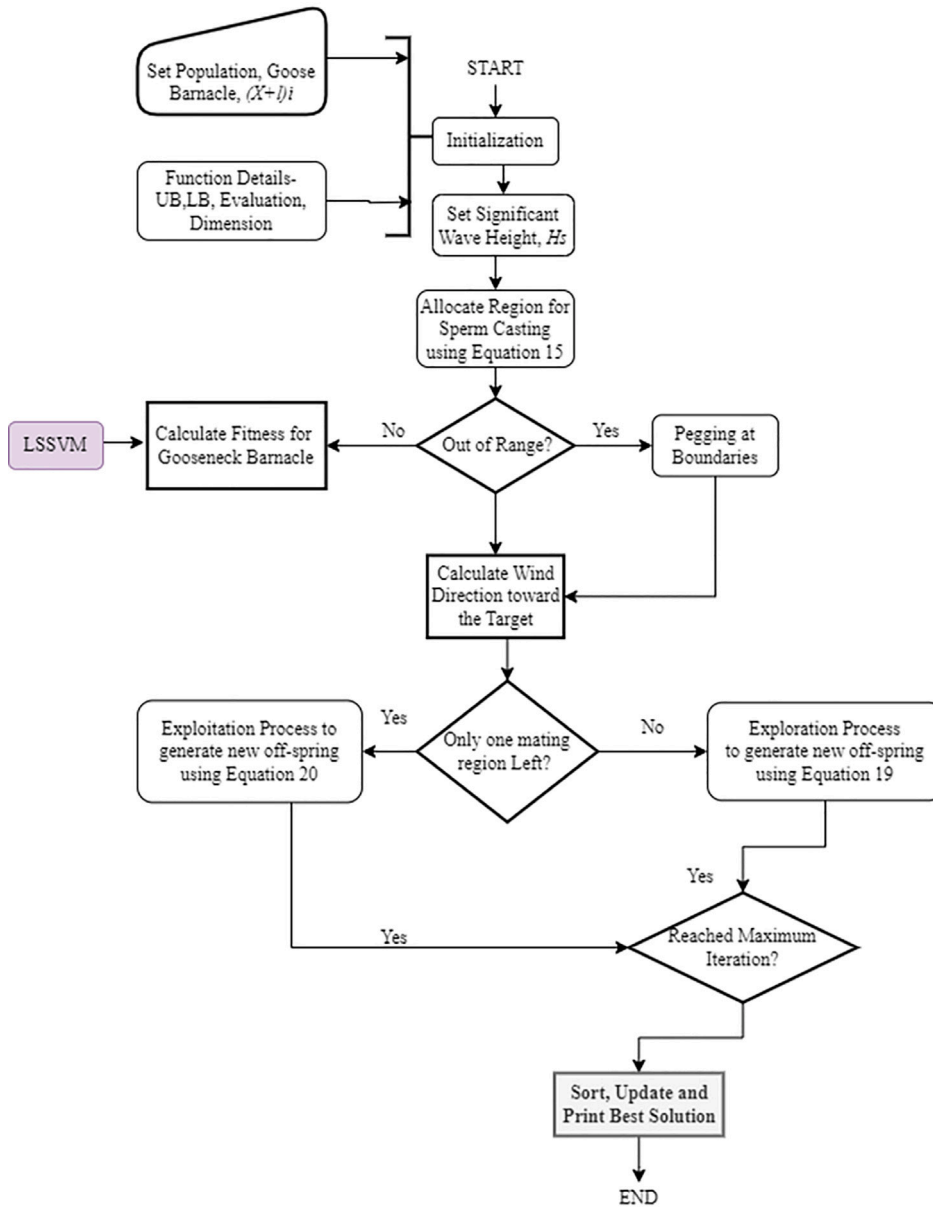 Set Population, Goose
Barnacle, (X+l)i
START
Initialization
Function Details-
UB,LB, Evaluation,
Dimension
Set Significant
Wave Height, Hs
Allocate Region for
Sperm Casting
using Equation 15
LSSVM
Calculate Fitness for
Gooseneck Barnacle
No
Out of Range?
Yes
Pegging at
Boundaries
Calculate Wind
Direction toward
the Target
Exploitation Process to
generate new off-spring
using Equation 20
Yes
Only one mating
region Left?
No
Exploration Process
to generate new off-spring
using Equation 19
Yes
Yes
Reached Maximum
Iteration?
Sort, Update and
Print Best Solution
END